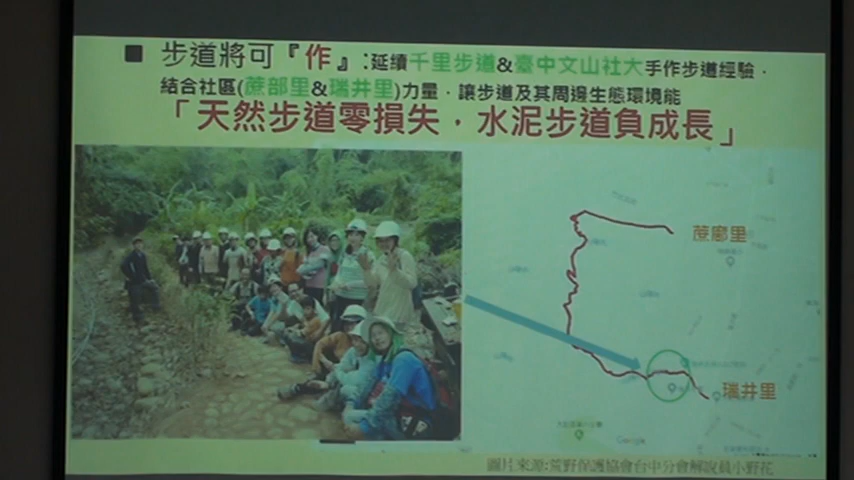 ■ 步道將可『作』:延續千里步道&臺中文山社大手作步道經驗，
結合社區(蔗部里&瑞井里)力量，讓步道及其周邊生態環境能
「天然步道零損失，水泥步道負成長」
蔗廍里
瑞井里
Google
圖片來源:荒野保護協會台中分會解說員小野花